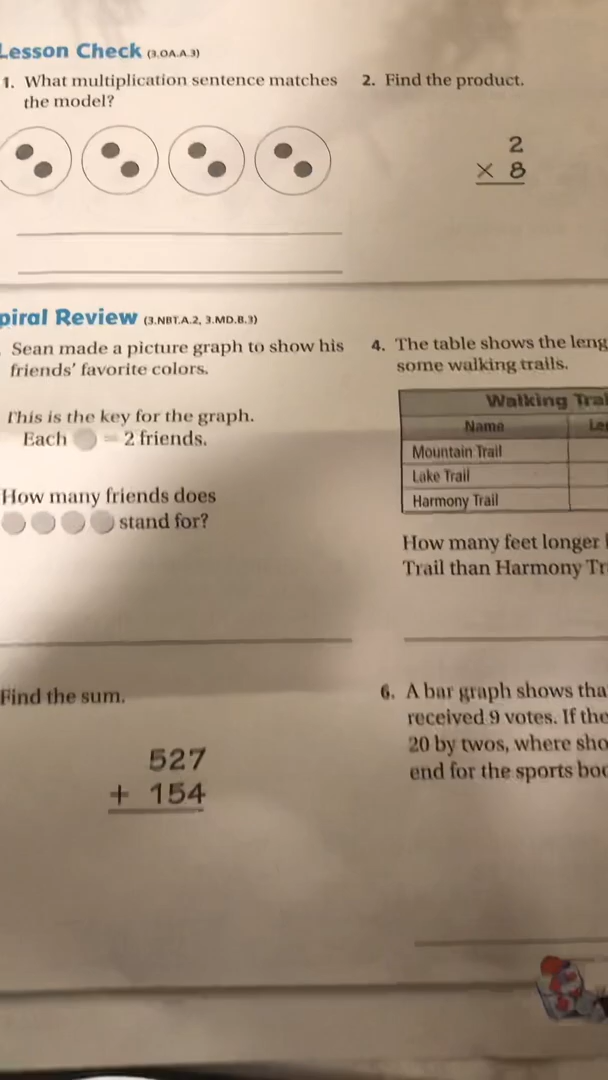 Lesson Check (3.OA.A.3)
1. What multiplication sentence matches
the model?
2. Find the product.
2
× 8
piral Review (3.NBT.A.2, 3.MD.B.3)
Sean made a picture graph to show his
friends' favorite colors.
This is the key for the graph.
Each = 2 friends.
How many friends does
stand for?
4. The table shows the leng
some walking trails.
Walking Trai
Name Le
Mountain Trail
Lake Trail
Harmony Trail
How many feet longer
Trail than Harmony Tr
Find the sum.
527
+ 154
6. A bar graph shows tha
received 9 votes. If the
20 by twos, where sho
end for the sports boo